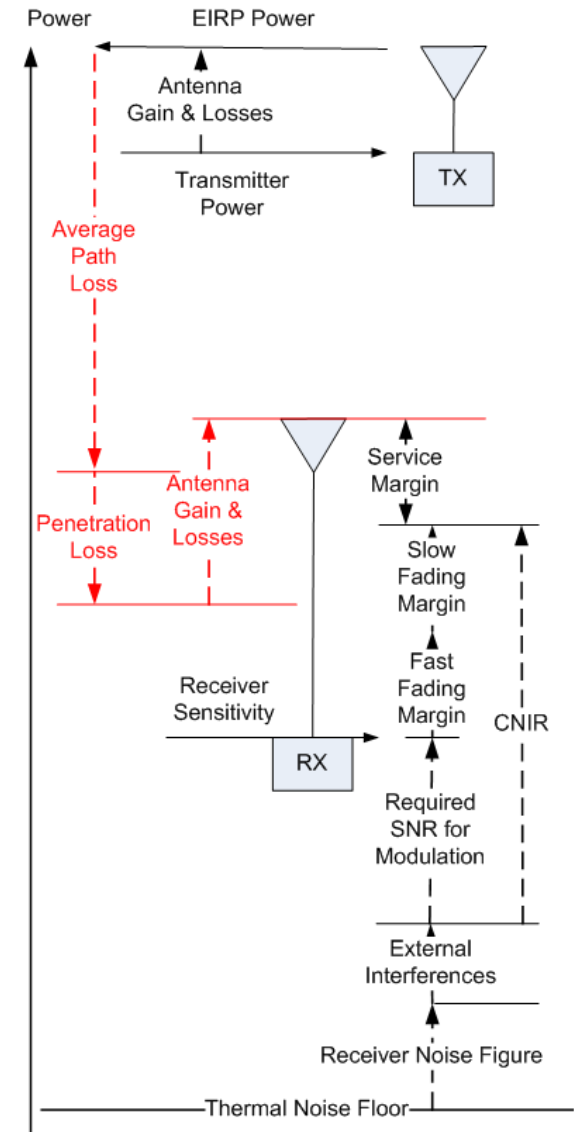 Power
EIRP Power
Antenna
Gain & Losses
TX
Transmitter
Power
Average
Path
Loss
Service
Margin
Antenna
Gain &
Losses
Penetration
Loss
Slow
Fading
Margin
Fast
Fading
Margin
Receiver
Sensitivity
CNIR
RX
Required
SNR for
Modulation
External
Interferences
Receiver Noise Figure
Thermal Noise Floor